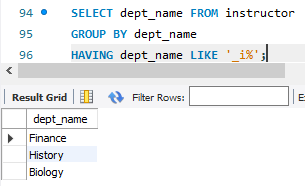 94 SELECT dept_name FROM instructor
95 GROUP BY dept_name
96 HAVING dept_name LIKE '_i%';
Result Grid Filter Rows:
dept_name
Finance
History
Biology